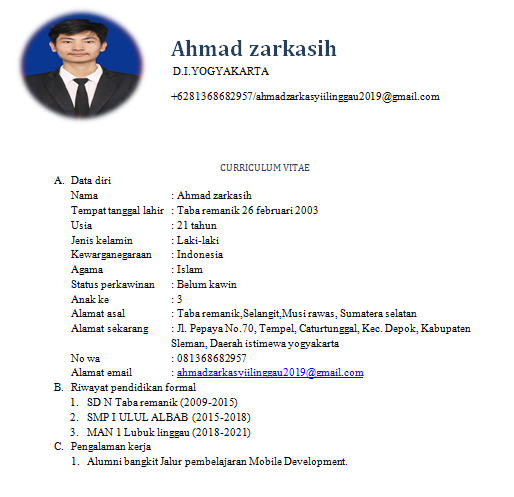 Ahmad zarkasih
D.I.YOGYAKARTA
+6281368682957/ahmadzarkasyiilinggau2019@gmail.com
CURRICULUM VITAE
A. Data diri
Nama : Ahmad zarkasih
Tempat tanggal lahir : Taba remanik 26 februari 2003
Usia : 21 tahun
Jenis kelamin : Laki-laki
Kewarganegaraan : Indonesia
Agama : Islam
Status perkawinan : Belum kawin
Anak ke : 3
Alamat asal : Taba remanik,Selangit,Musi rawas, Sumatera selatan
Alamat sekarang : Jl. Pepaya No.70, Tempel, Caturtunggal, Kec. Depok, Kabupaten
Sleman, Daerah istimewa yogyakarta
No wa : 081368682957
Alamat email : ahmadzarkasyiilinggau2019@gmail.com
B. Riwayat pendidikan formal
1. SD N Taba remanik (2009-2015)
2. SMP I ULUL ALBAB (2015-2018)
3. MAN 1 Lubuk linggau (2018-2021)
C. Pengalaman kerja
1. Alumni bangkit Jalur pembelajaran Mobile Development.